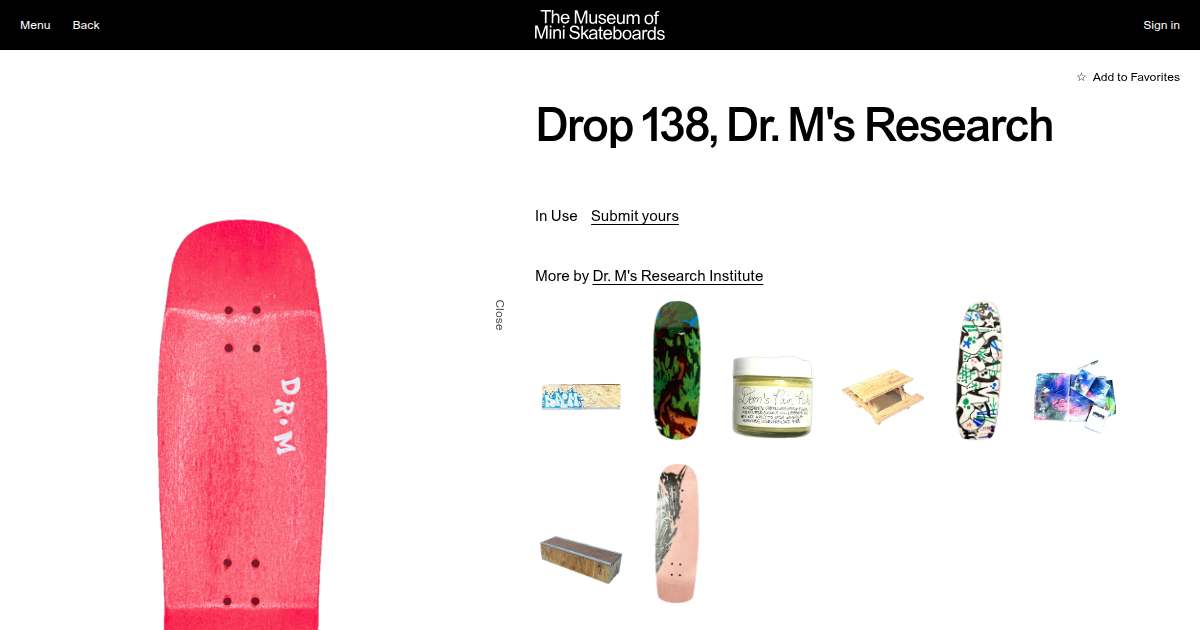 Menu
Back
The Museum of
Mini Skateboards
Sign in
☆ Add to Favorites
Drop 138, Dr. M's Research
In Use Submit yours
More by Dr. M's Research Institute
Close
DR.M